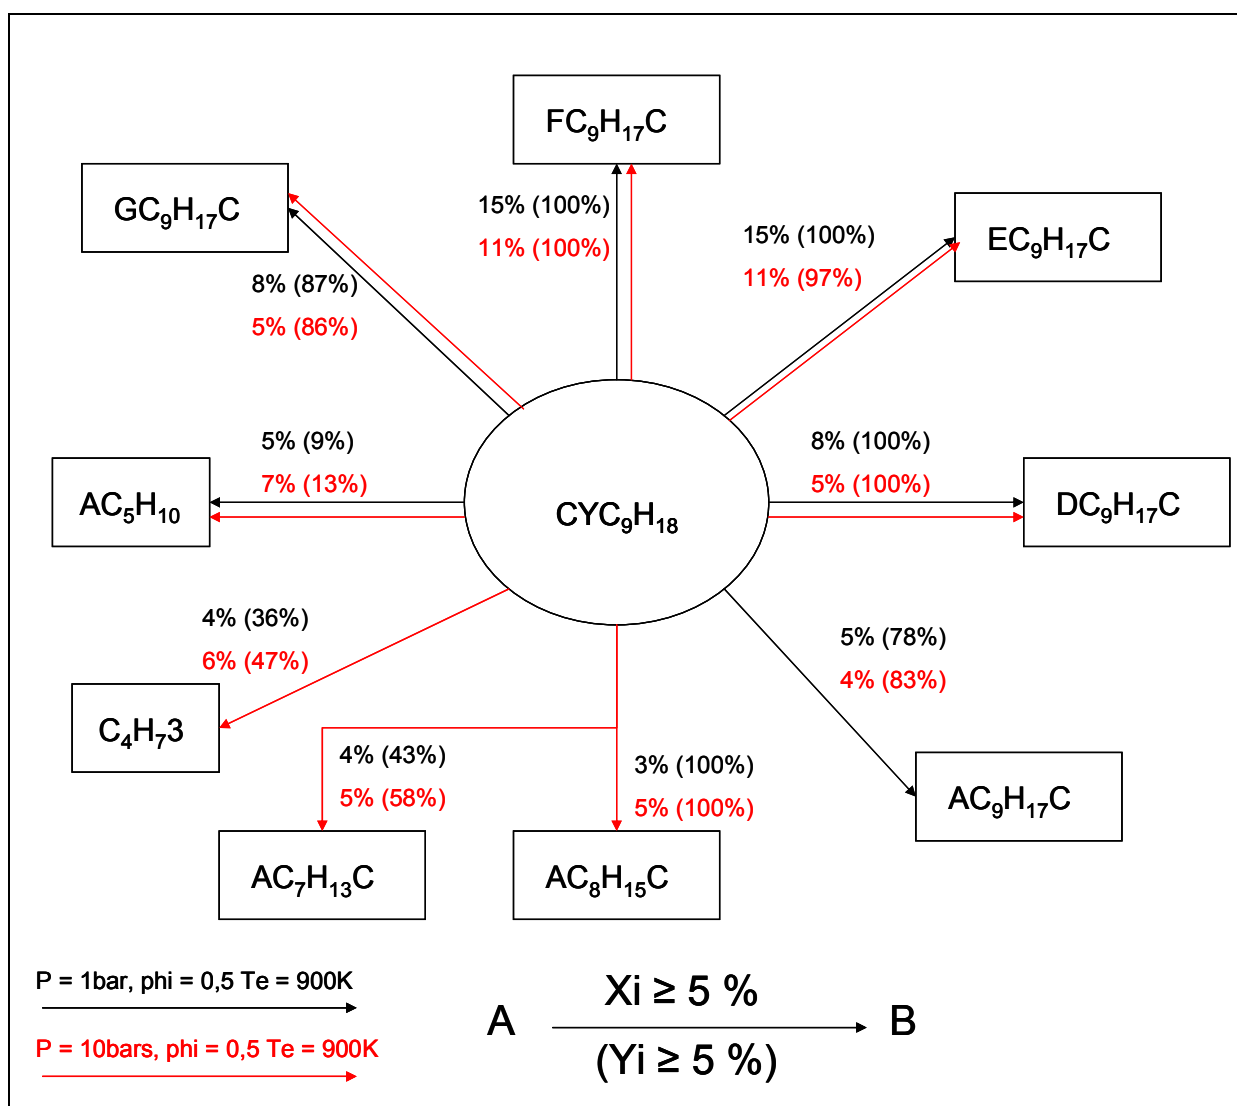 FC₉H₁₇C
GC₉H₁₇C
15% (100%)
11% (100%)
15% (100%)
11% (97%)
EC₉H₁₇C
8% (87%)
5% (86%)
5% (9%)
7% (13%)
8% (100%)
5% (100%)
AC₅H₁₀
CYC₉H₁₈
DC₉H₁₇C
4% (36%)
6% (47%)
5% (78%)
4% (83%)
C₄H₇3
4% (43%)
5% (58%)
3% (100%)
5% (100%)
AC₉H₁₇C
AC₇H₁₃C
AC₈H₁₅C
P = 1bar, phi = 0,5 Te = 900K
P = 10bars, phi = 0,5 Te = 900K
A
Xi ≥ 5 %
(Yi ≥ 5 %)
B